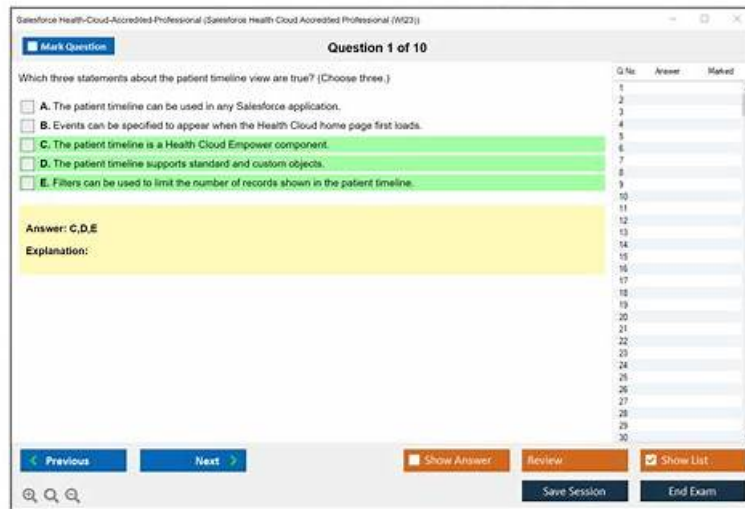 Salesforce Health-Cloud-Accredited-Professional (Salesforce Health Cloud Accredited Professional (WI23))
Mark Question
Question 1 of 10
Which three statements about the patient timeline view are true? (Choose three.)
A. The patient timeline can be used in any Salesforce application.
B. Events can be specified to appear when the Health Cloud home page first loads.
C. The patient timeline is a Health Cloud Empower component.
D. The patient timeline supports standard and custom objects.
E. Filters can be used to limit the number of records shown in the patient timeline.
Answer: C,D,E
Explanation:
Q No Answer Marked
1
2
3
4
5
6
7
8
9
10
11
12
13
14
15
16
17
18
19
20
21
22
23
24
25
26
27
28
29
30
Previous
Next
Show Answer
Review
Show List
Save Session
End Exam